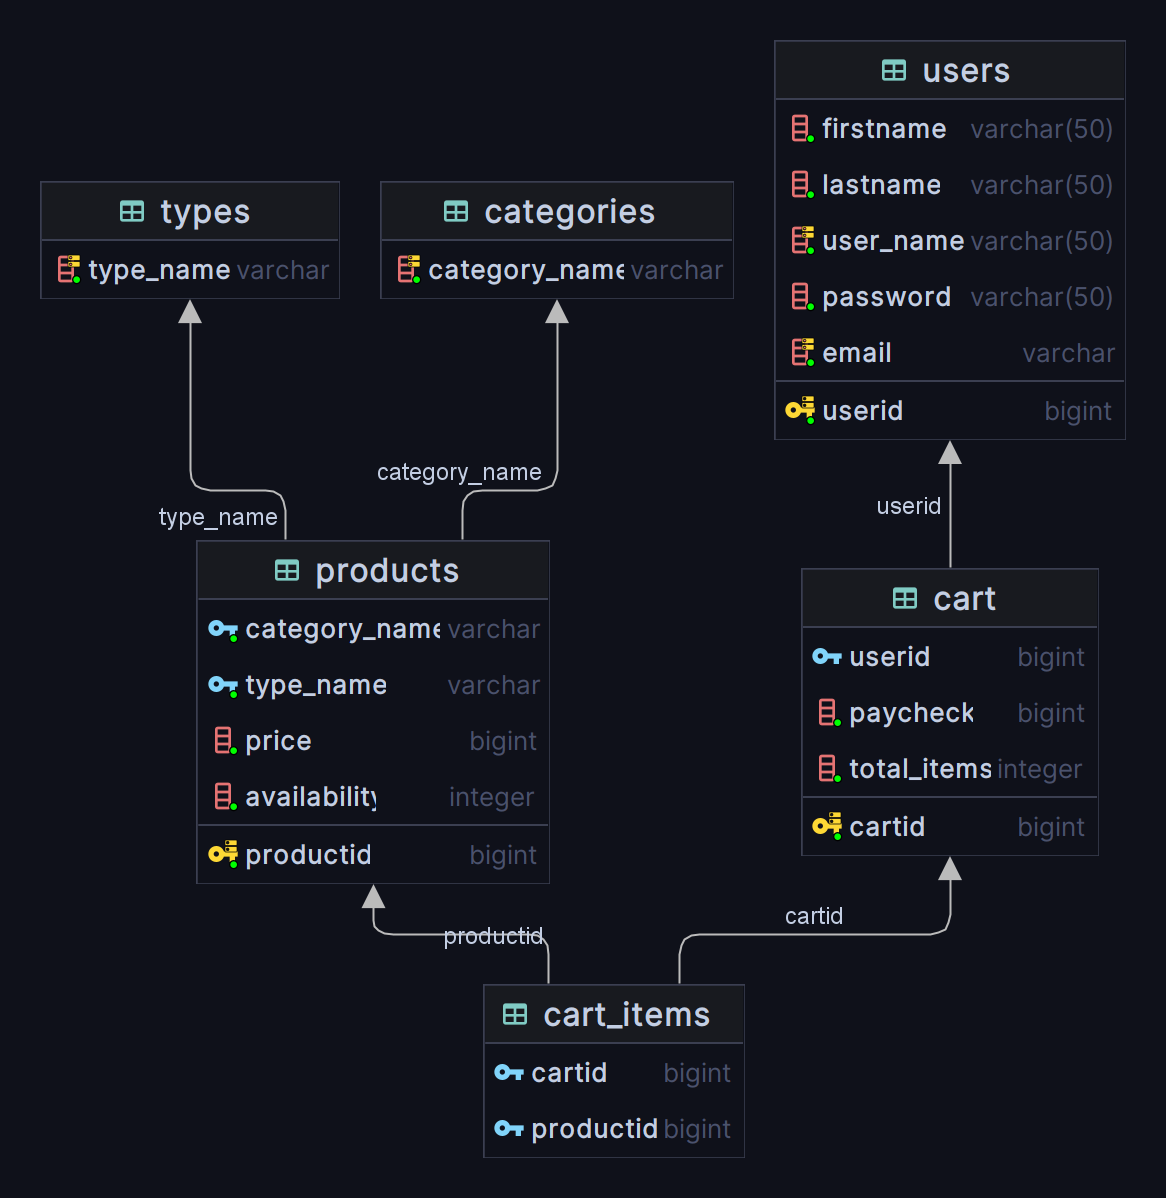 users
firstname varchar(50)
lastname varchar(50)
user_name varchar(50)
password varchar(50)
email varchar
userid bigint
types
type_name varchar
categories
category_name varchar
category_name
type_name
userid
products
category_name varchar
type_name varchar
price bigint
availability integer
productid bigint
cart
userid bigint
paycheck bigint
total_items integer
cartid bigint
productid
cartid
cart_items
cartid bigint
productid bigint